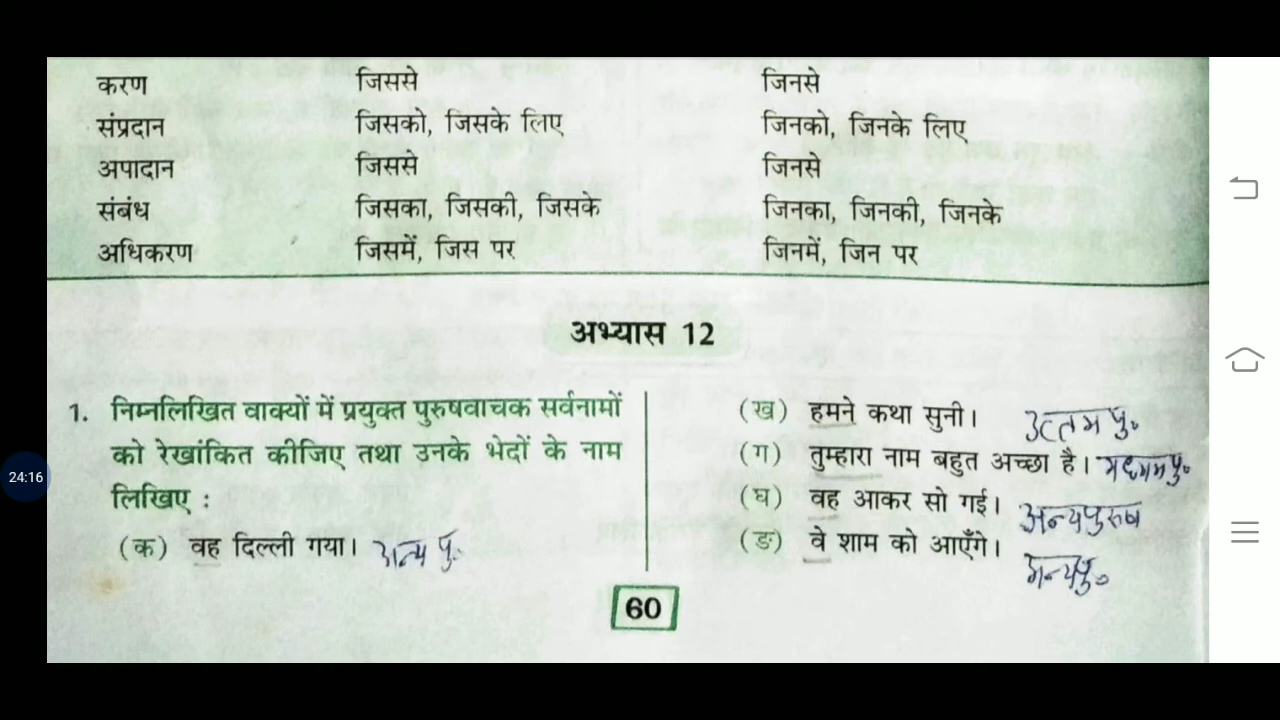 करण जिससे जिनसे
संप्रदान जिसको, जिसके लिए जिनको, जिनके लिए
अपादान जिससे जिनसे
संबंध जिसका, जिसकी, जिसके जिनका, जिनकी, जिनके
अधिकरण जिसमें, जिस पर जिनमें, जिन पर
अभ्यास 12
1. निम्नलिखित वाक्यों में प्रयुक्त पुरुषवाचक सर्वनामों
को रेखांकित कीजिए तथा उनके भेदों के नाम
लिखिए :
(क) वह दिल्ली गया। अन्य पु.
(ख) हमने कथा सुनी। उत्तम पु.
(ग) तुम्हारा नाम बहुत अच्छा है। मध्यम पु.
(घ) वह आकर सो गई। अन्यपुरुष
(ङ) वे शाम को आएँगे। अन्यपु.
60
24:16